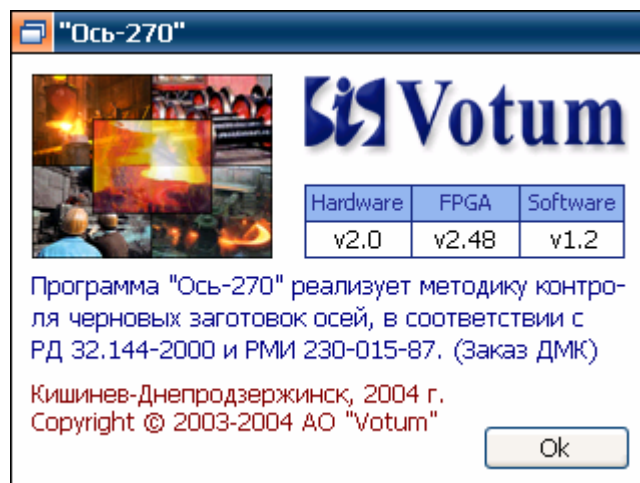 "Ось-270"
SiS Votum
Hardware FPGA Software
v2.0 v2.48 v1.2
Программа "Ось-270" реализует методику контро-
ля черновых заготовок осей, в соответствии с
РД 32.144-2000 и РМИ 230-015-87. (Заказ ДМК)
Кишинев-Днепродзержинск, 2004 г.
Copyright © 2003-2004 АО "Votum"
Ok